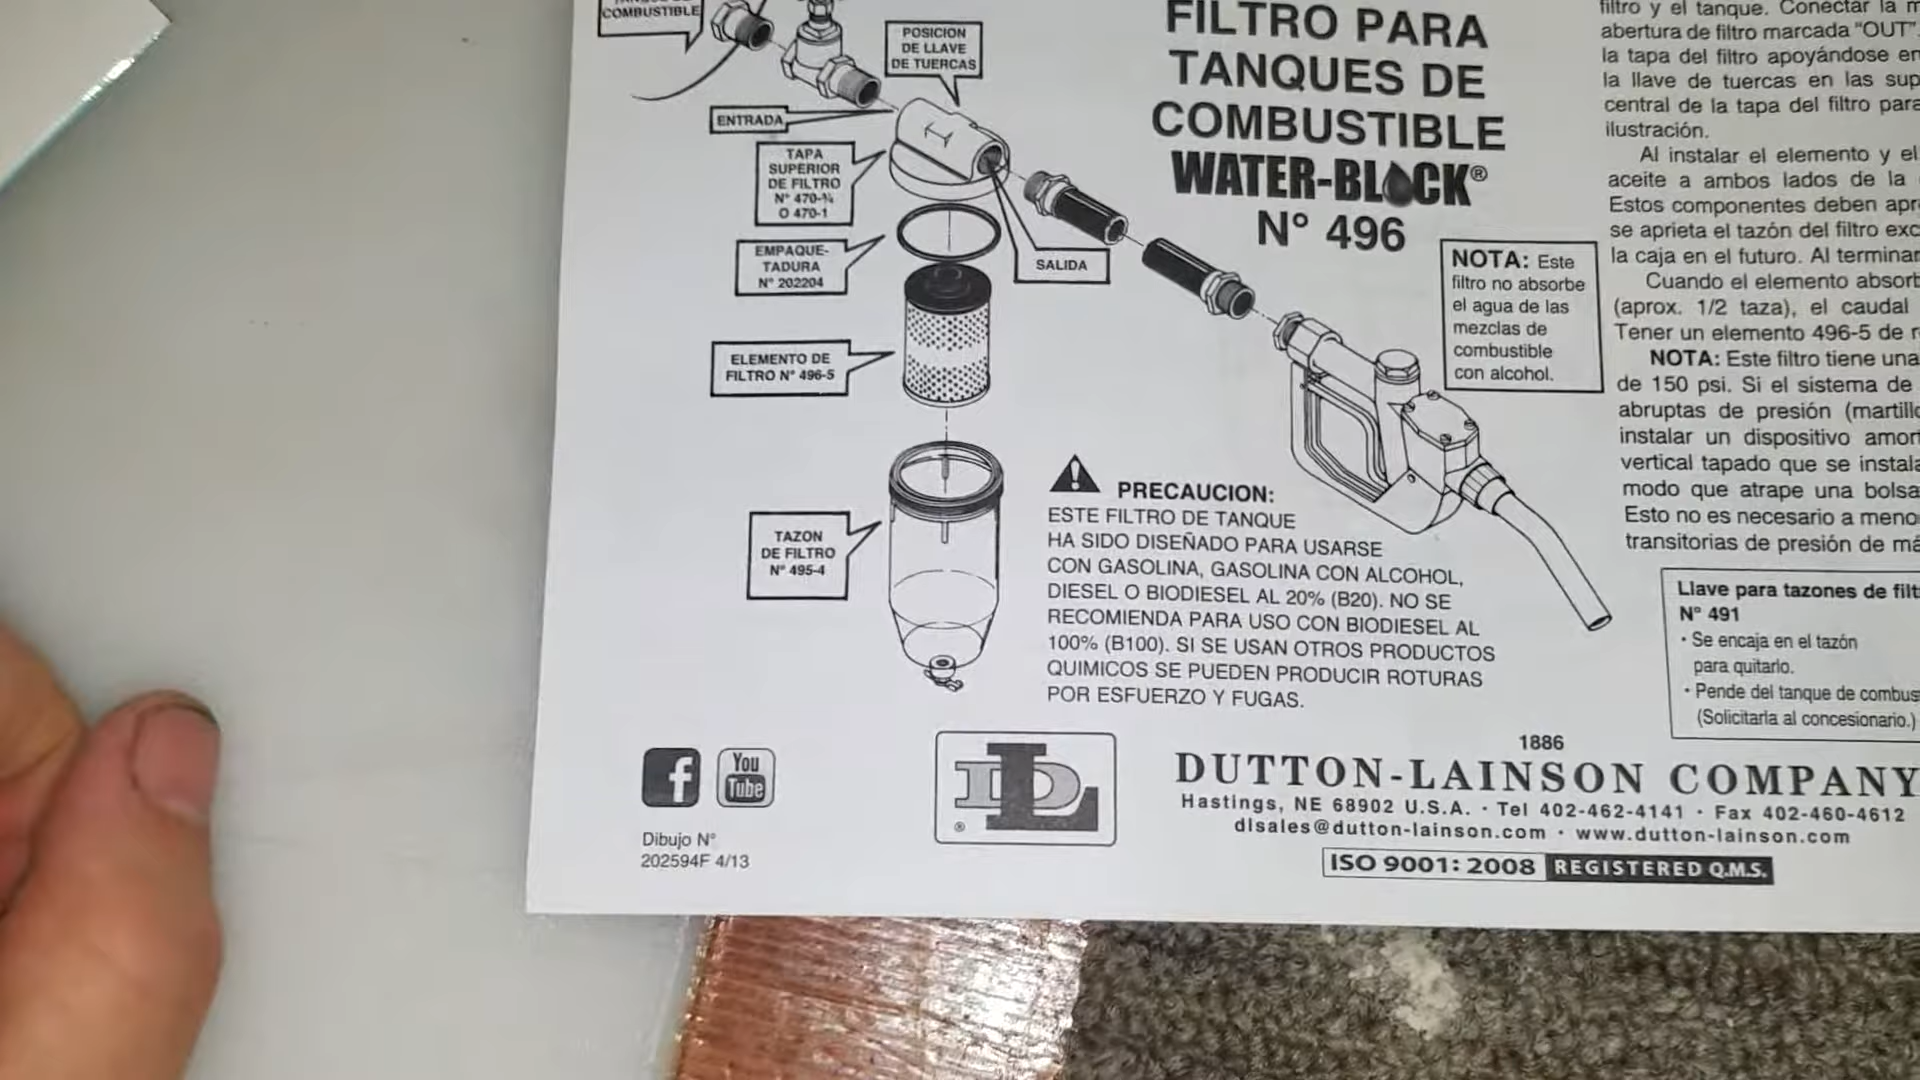 COMBUSTIBLE
POSICION
DE LLAVE
DE TUERCAS
ENTRADA
TAPA
SUPERIOR
DE FILTRO
N° 470-¾
O 470-1
EMPAQUE-
TADURA
N° 202204
SALIDA
ELEMENTO DE
FILTRO N° 496-5
TAZON
DE FILTRO
N° 495-4
FILTRO PARA
TANQUES DE
COMBUSTIBLE
WATER-BLOCK®
N° 496
NOTA: Este
filtro no absorbe
el agua de las
mezclas de
combustible
con alcohol.
PRECAUCION:
ESTE FILTRO DE TANQUE
HA SIDO DISEÑADO PARA USARSE
CON GASOLINA, GASOLINA CON ALCOHOL,
DIESEL O BIODIESEL AL 20% (B20). NO SE
RECOMIENDA PARA USO CON BIODIESEL AL
100% (B100). SI SE USAN OTROS PRODUCTOS
QUIMICOS SE PUEDEN PRODUCIR ROTURAS
POR ESFUERZO Y FUGAS.
filtro y el tanque. Conectar la
abertura de filtro marcada "OUT".
la tapa del filtro apoyándose
la llave de tuercas en las
central de la tapa del filtro para
ilustración.
Al instalar el elemento y el
aceite a ambos lados de la
Estos componentes deben
se aprieta el tazón del filtro
la caja en el futuro. Al
Cuando el elemento
(aprox. 1/2 taza), el caudal
Tener un elemento 496-5 de
NOTA: Este filtro tiene una
de 150 psi. Si el sistema de
abruptas de presión
instalar un dispositivo
vertical tapado que se
modo que atrape una bolsa
Esto no es necesario a
transitorias de presión de
Llave para tazones de
N° 491
• Se encaja en el tazón
para quitarlo.
• Pende del tanque de
(Solicitarla al concesionario.)
f
You
Tube
Dibujo N°
202594F 4/13
DL
®
1886
DUTTON-LAINSON COMPANY
Hastings, NE 68902 U.S.A. · Tel 402-462-4141 · Fax 402-460-4612
dlsales@dutton-lainson.com · www.dutton-lainson.com
ISO 9001: 2008 REGISTERED Q.M.S.